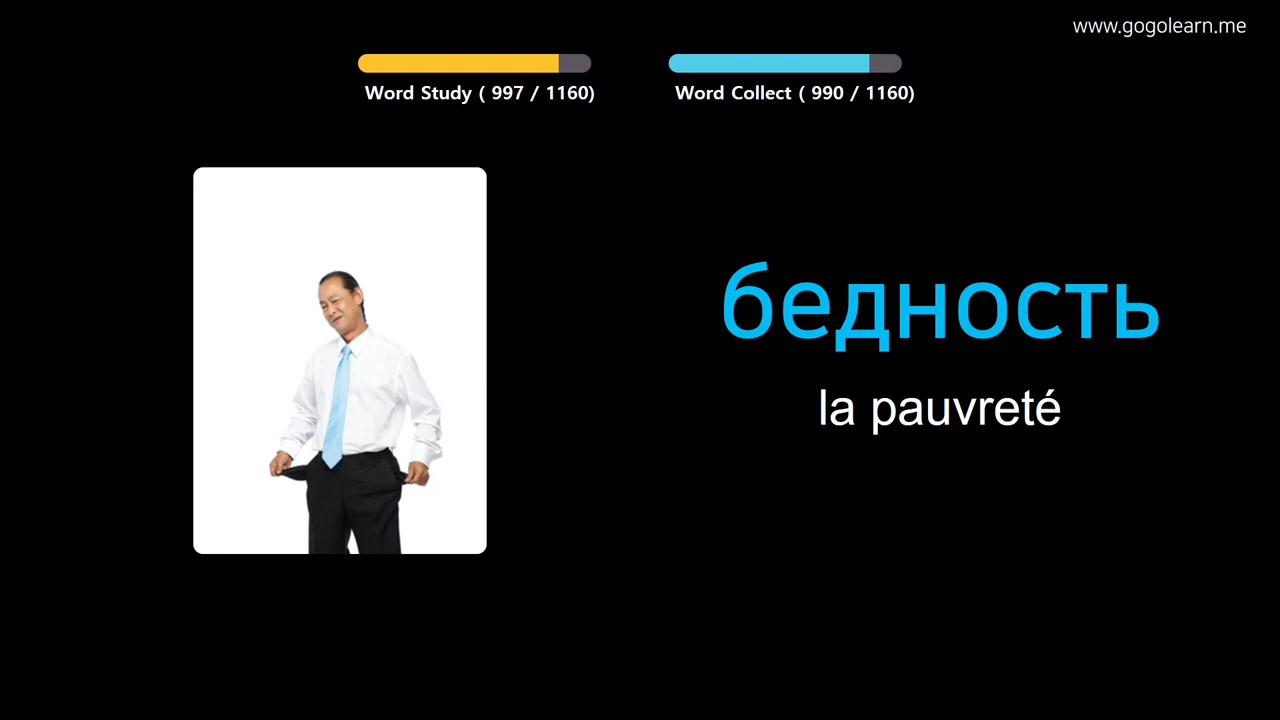 www.gogolearn.me
Word Study ( 997 / 1160)
Word Collect ( 990 / 1160)
бедность
la pauvreté